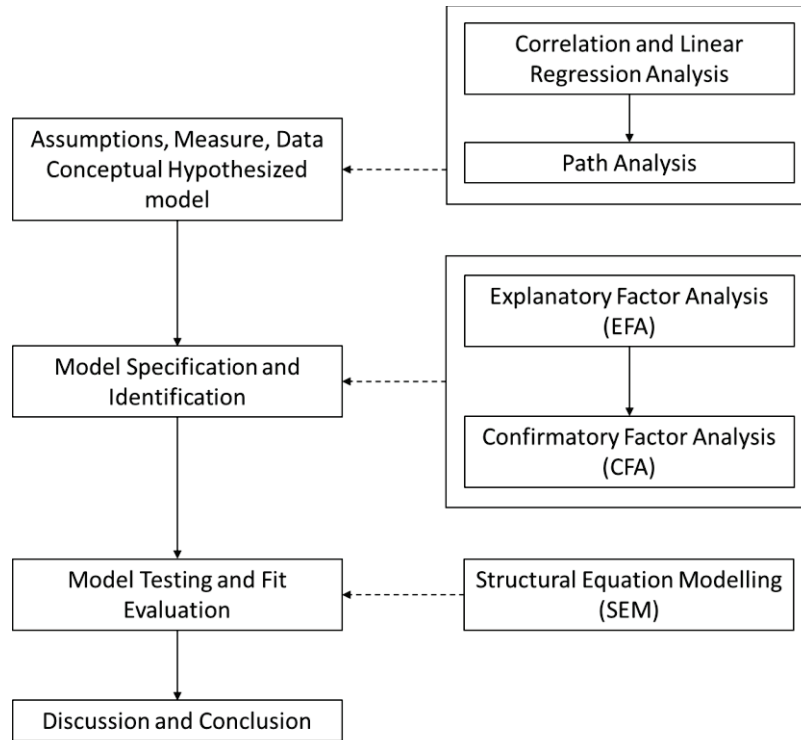 Correlation and Linear
Regression Analysis
Assumptions, Measure, Data
Conceptual Hypothesized
model
Path Analysis
Explanatory Factor Analysis
(EFA)
Model Specification and
Identification
Confirmatory Factor Analysis
(CFA)
Model Testing and Fit
Evaluation
Structural Equation Modelling
(SEM)
Discussion and Conclusion